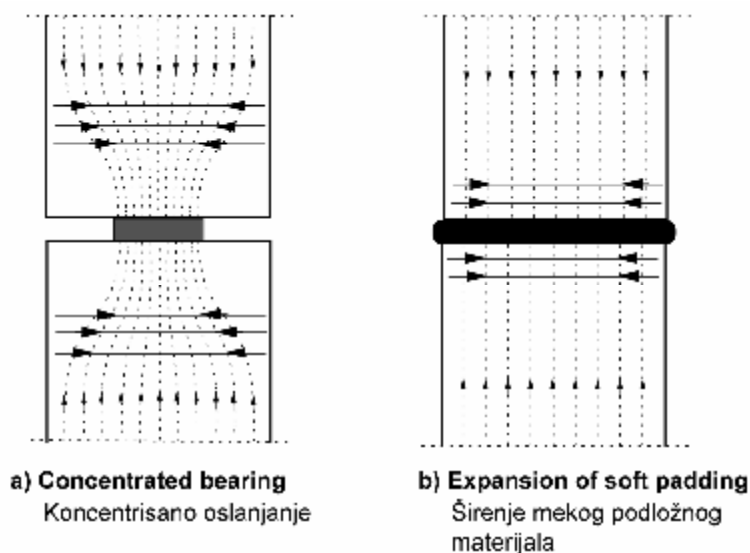 a) Concentrated bearing
Koncentrisano oslanjanje
b) Expansion of soft padding
Širenje mekog podložnog
materijala